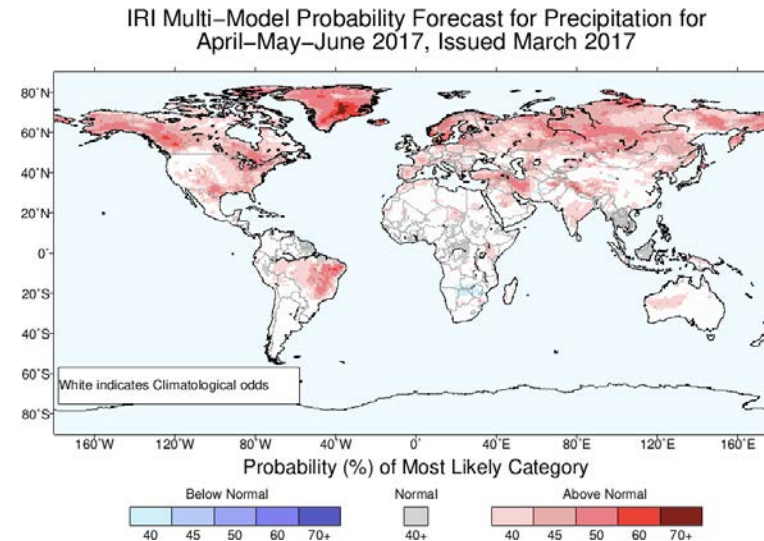 IRI Multi-Model Probability Forecast for Precipitation for
April-May-June 2017, Issued March 2017
80°N
60°N
40°N
20°N
0°
20°S
40°S
60°S
80°S
White indicates Climatological odds
160°W 120°W 80°W 40°W 0° 40°E 80°E 120°E 160°E
Probability (%) of Most Likely Category
Below Normal Normal Above Normal
40 45 50 60 70+ 40+ 40 45 50 60 70+